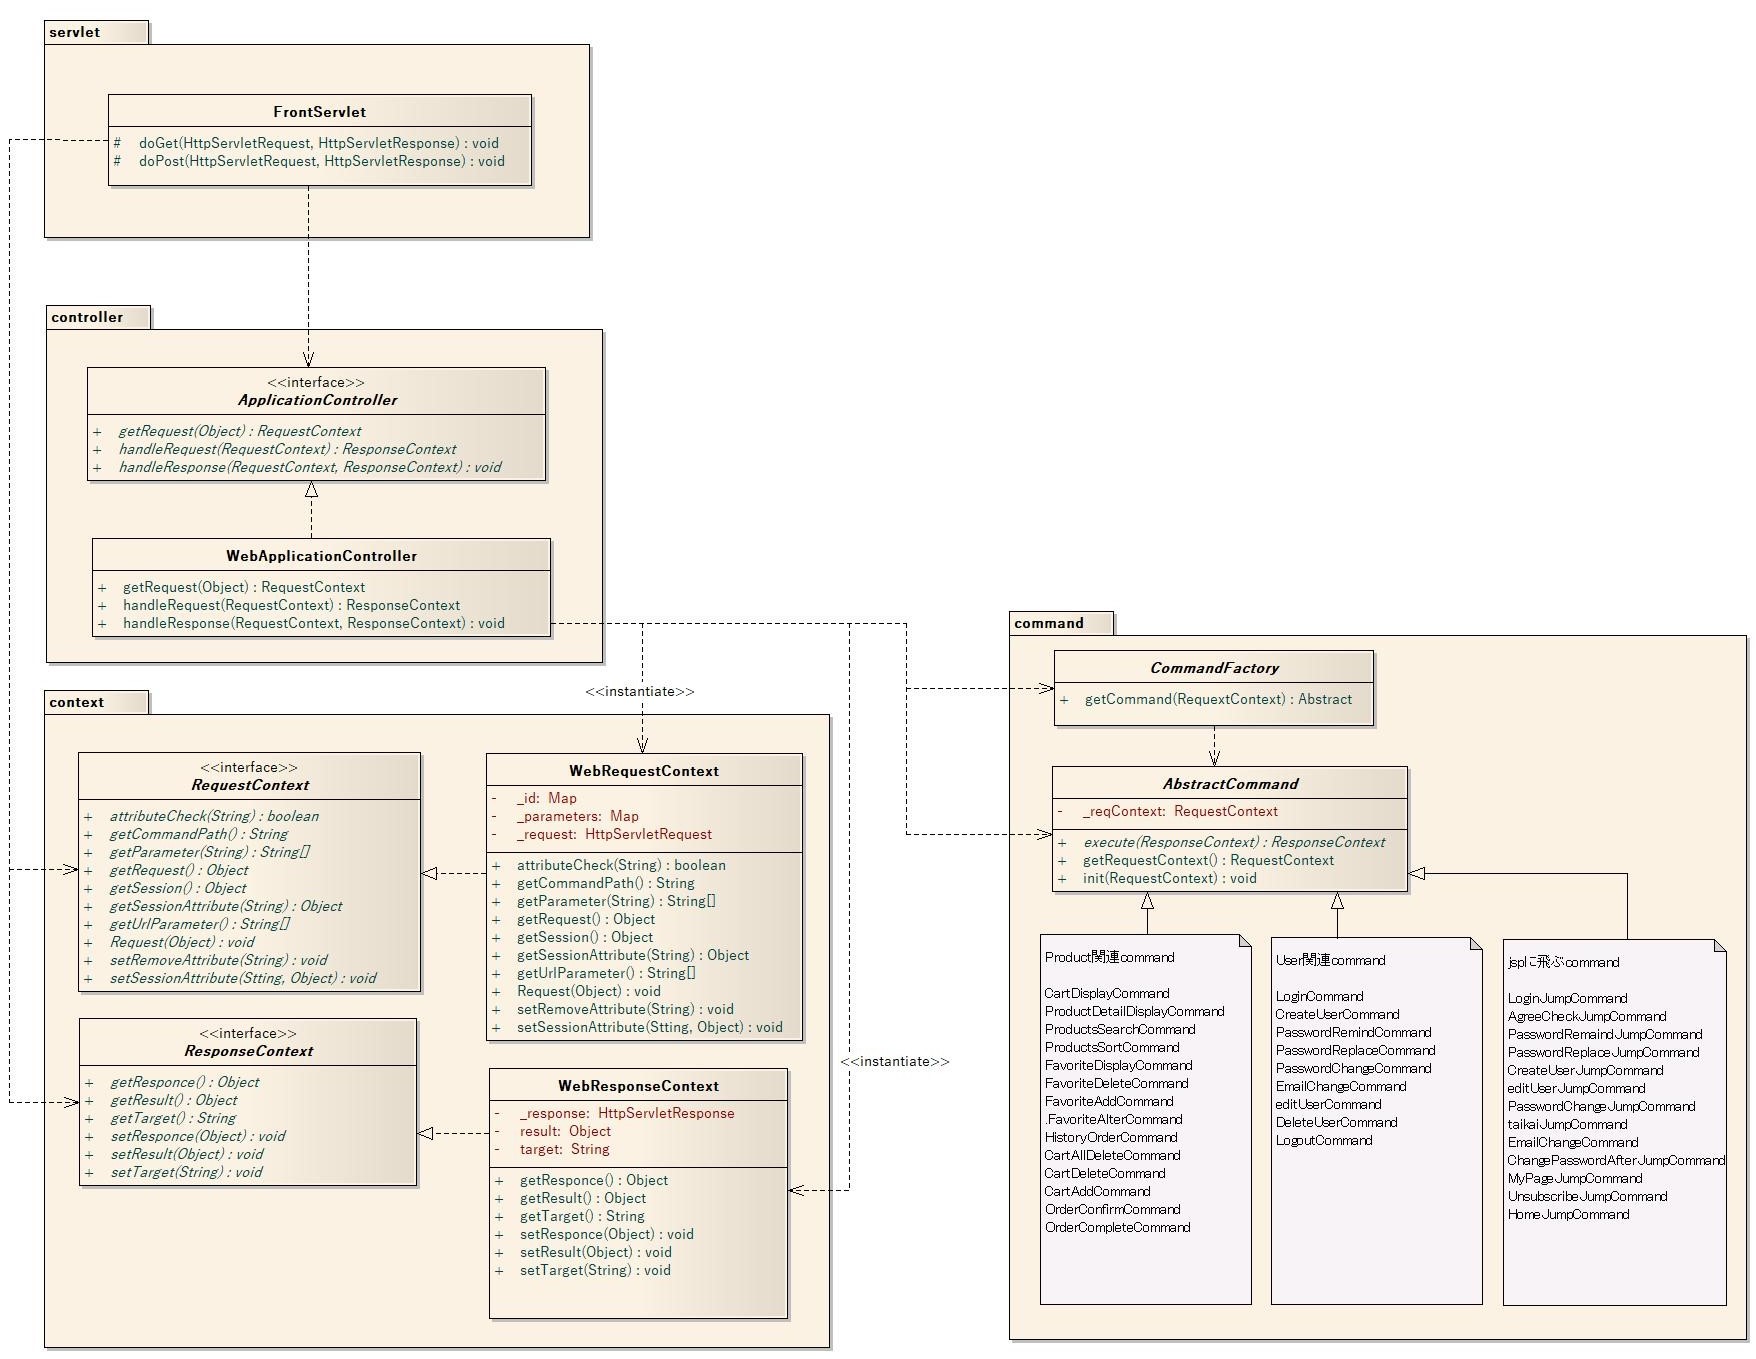 servlet
FrontServlet
# doGet(HttpServletRequest, HttpServletResponse) : void
# doPost(HttpServletRequest, HttpServletResponse) : void
controller
<<interface>>
ApplicationController
+ getRequest(Object) : RequestContext
+ handleRequest(RequestContext) : ResponseContext
+ handleResponse(RequestContext, ResponseContext) : void
WebApplicationController
+ getRequest(Object) : RequestContext
+ handleRequest(RequestContext) : ResponseContext
+ handleResponse(RequestContext, ResponseContext) : void
<<instantiate>>
<<instantiate>>
context
<<interface>>
RequestContext
+ attributeCheck(String) : boolean
+ getCommandPath() : String
+ getParameter(String) : String[]
+ getRequest() : Object
+ getSession() : Object
+ getSessionAttribute(String) : Object
+ getUrlParameter() : String[]
+ Request(Object) : void
+ setRemoveAttribute(String) : void
+ setSessionAttribute(Stting, Object) : void
WebRequestContext
- _id: Map
- _parameters: Map
- _request: HttpServletRequest
+ attributeCheck(String) : boolean
+ getCommandPath() : String
+ getParameter(String) : String[]
+ getRequest() : Object
+ getSession() : Object
+ getSessionAttribute(String) : Object
+ getUrlParameter() : String[]
+ Request(Object) : void
+ setRemoveAttribute(String) : void
+ setSessionAttribute(Stting, Object) : void
<<interface>>
ResponseContext
+ getResponce() : Object
+ getResult() : Object
+ getTarget() : String
+ setResponce(Object) : void
+ setResult(Object) : void
+ setTarget(String) : void
WebResponseContext
- _response: HttpServletResponse
- result: Object
- target: String
+ getResponce() : Object
+ getResult() : Object
+ getTarget() : String
+ setResponce(Object) : void
+ setResult(Object) : void
+ setTarget(String) : void
command
CommandFactory
+ getCommand(RequextContext) : Abstract
AbstractCommand
- _reqContext: RequestContext
+ execute(ResponseContext) : ResponseContext
+ getRequestContext() : RequestContext
+ init(RequestContext) : void
Product関連command
CartDisplayCommand
ProductDetailDisplayCommand
ProductsSearchCommand
ProductsSortCommand
FavoriteDisplayCommand
FavoriteDeleteCommand
FavoriteAddCommand
.FavoriteAlterCommand
HistoryOrderCommand
CartAllDeleteCommand
CartDeleteCommand
CartAddCommand
OrderConfirmCommand
OrderCompleteCommand
User関連command
LoginCommand
CreateUserCommand
PasswordRemindCommand
PasswordReplaceCommand
PasswordChangeCommand
EmailChangeCommand
editUserCommand
DeleteUserCommand
LogoutCommand
jspに飛ぶcommand
LoginJumpCommand
AgreeCheckJumpCommand
PasswordRemaindJumpCommand
PasswordReplaceJumpCommand
CreateUserJumpCommand
editUserJumpCommand
PasswordChangeJumpCommand
taikaiJumpCommand
EmailChangeCommand
ChangePasswordAfterJumpCommand
MyPageJumpCommand
UnsubscribeJumpCommand
HomeJumpCommand